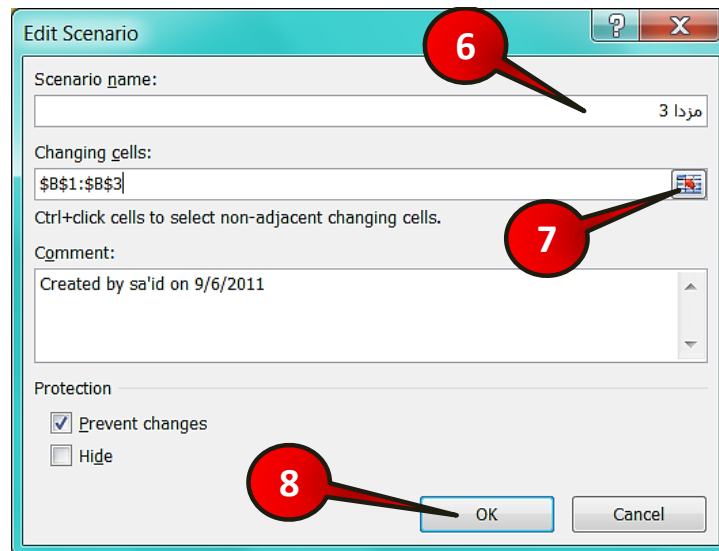 Edit Scenario
6
Scenario name:
مزدا 3
Changing cells:
$B$1:$B$3
Ctrl+click cells to select non-adjacent changing cells.
7
Comment:
Created by sa'id on 9/6/2011
Protection
Prevent changes
Hide
8
OK Cancel